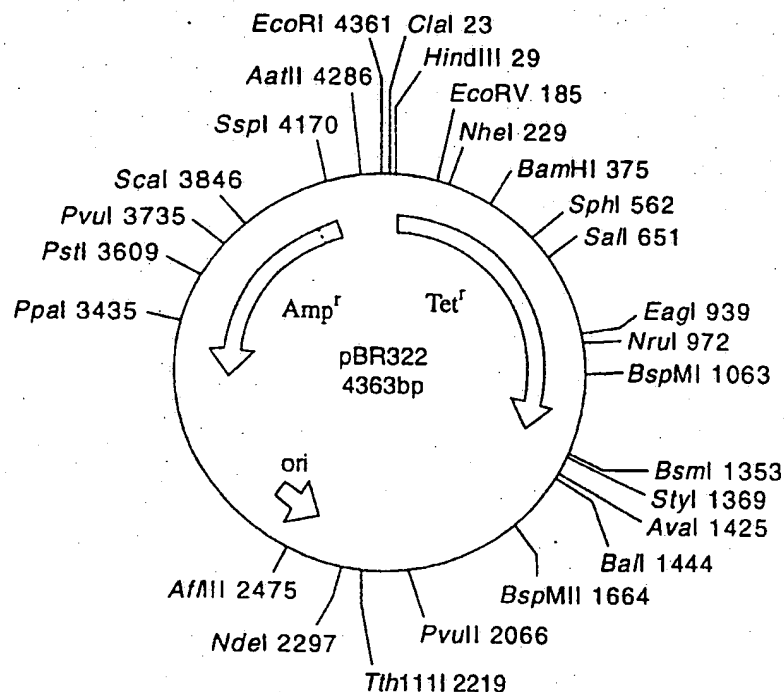 EcoRI 4361
ClaI 23
HindIII 29
AatII 4286
EcoRV 185
SspI 4170
NheI 229
BamHI 375
ScaI 3846
SphI 562
PvuI 3735
SalI 651
PstI 3609
PpaI 3435
Ampr
Tetr
EagI 939
NruI 972
pBR322
4363bp
BspMI 1063
ori
BsmI 1353
StyI 1369
AvaI 1425
BalI 1444
AflIII 2475
BspMII 1664
NdeI 2297
PvuII 2066
Tth111I 2219